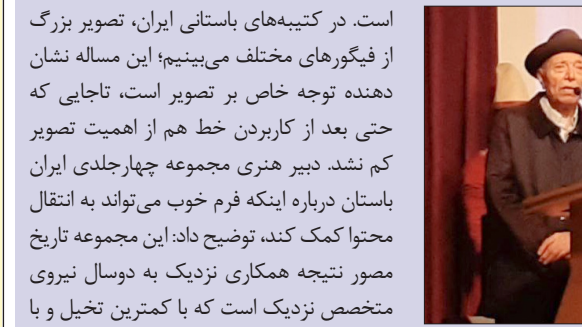 است. در کتیبه‌های باستانی ایران، تصویر بزرگ
از فیگورهای مختلف می‌بینیم؛ این مساله نشان
دهنده توجه خاص بر تصویر است، تاجایی که
حتی بعد از کاربردن خط هم از اهمیت تصویر
کم نشد. دبیر هنری مجموعه چهارجلدی ایران
باستان درباره اینکه فرم خوب می‌تواند به انتقال
محتوا کمک کند، توضیح داد: این مجموعه تاریخ
مصور نتیجه همکاری نزدیک به دوسال نیروی
متخصص نزدیک است که با کمترین تخیل و با